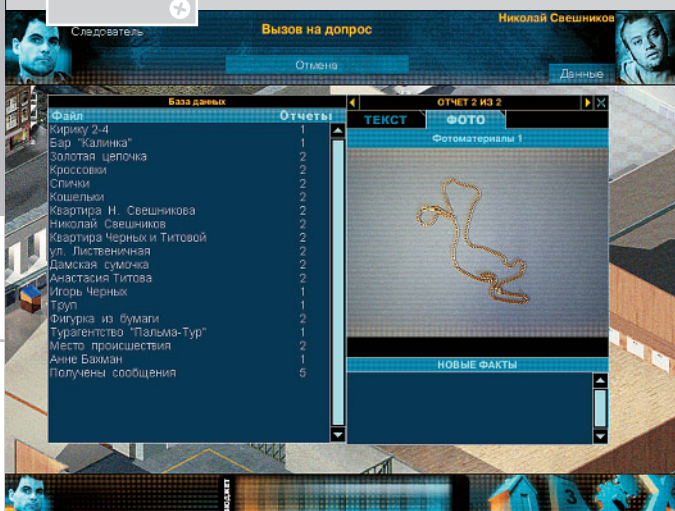 Следователь
Вызов на допрос
Николай Свешников
Отмена
Данные
База данных
Файл Отчеты
Кирику 2-4 1
Бар "Калинка" 1
Золотая цепочка 2
Кроссовки 2
Спички 2
Кошельки 2
Квартира Н. Свешникова 2
Николай Свешников 2
Квартира Черных и Титовой 2
ул. Лиственичная 2
Дамская сумочка 2
Анастасия Титова 2
Игорь Черных 1
Труп 1
Фигурка из бумаги 2
Турагентство "Пальма-Тур" 1
Место происшествия 2
Анне Бахман 1
Получены сообщения 5
ОТЧЕТ 2 ИЗ 2
ТЕКСТ ФОТО
Фотоматериалы 1
НОВЫЕ ФАКТЫ
БЮДЖЕТ
3